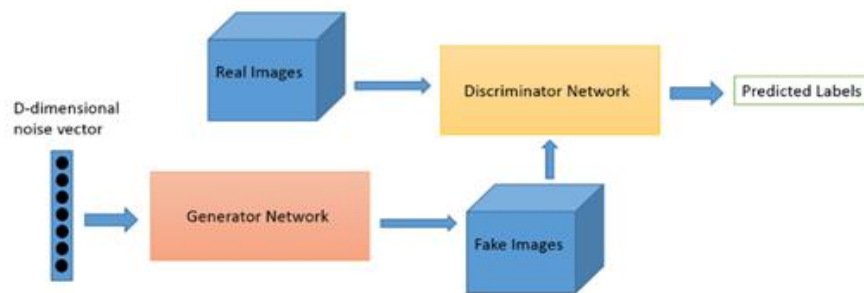 Real Images
Discriminator Network
Predicted Labels
D-dimensional
noise vector
Generator Network
Fake Images